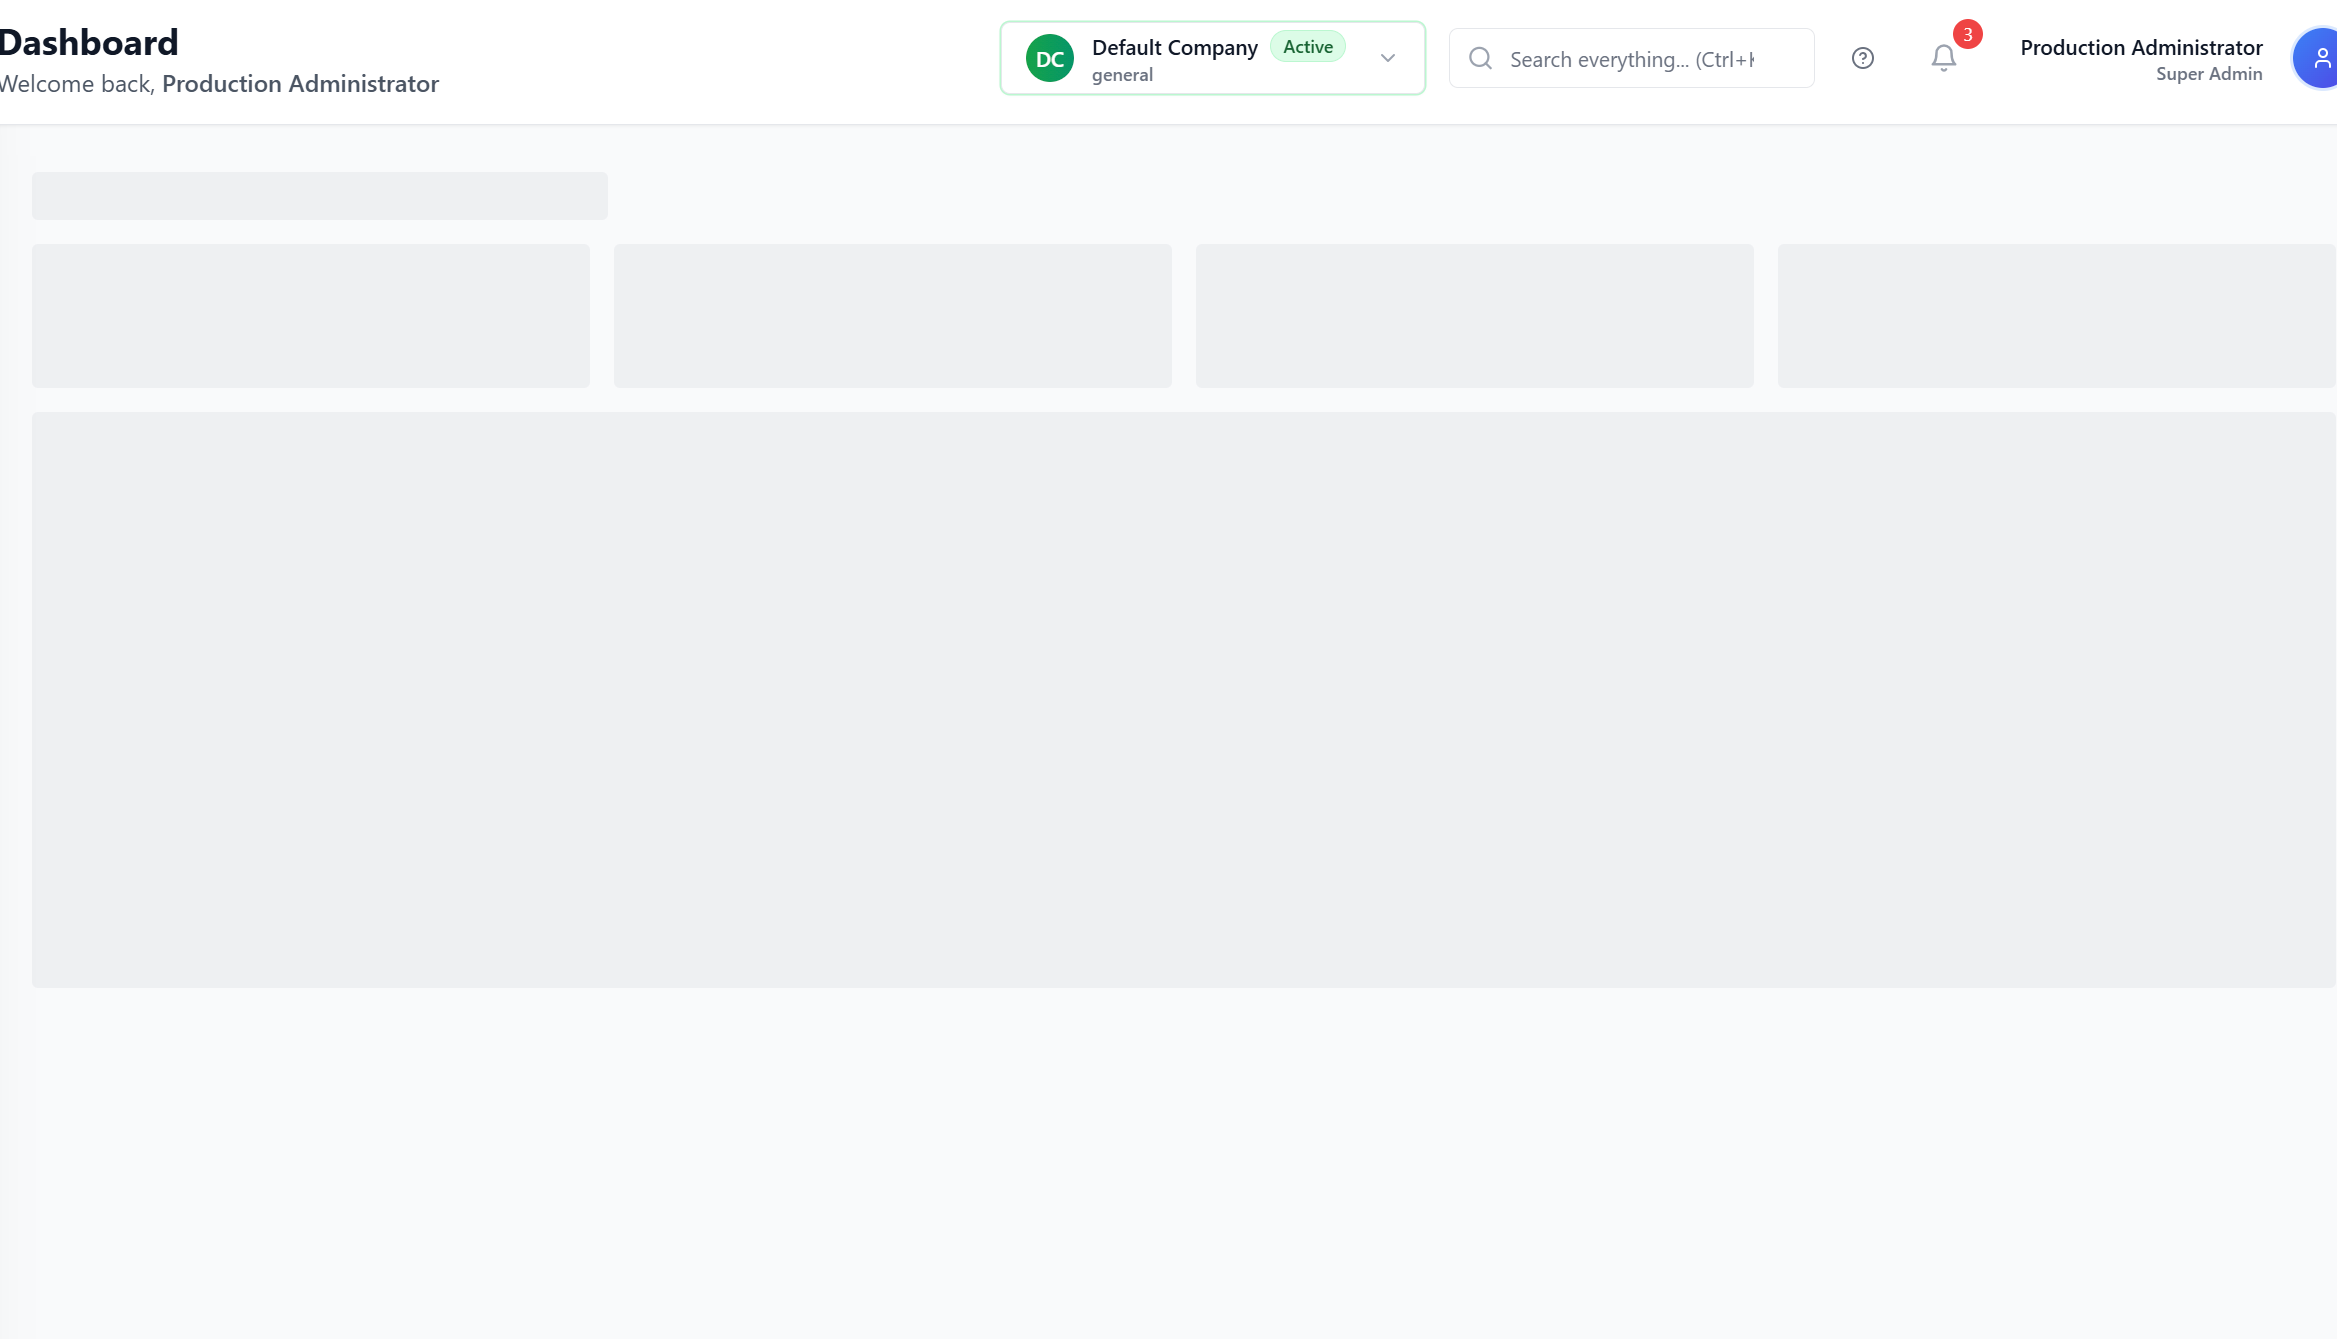 Dashboard
Welcome back, Production Administrator
DC
Default Company
Active
general
Search everything... (Ctrl+
3
Production Administrator
Super Admin